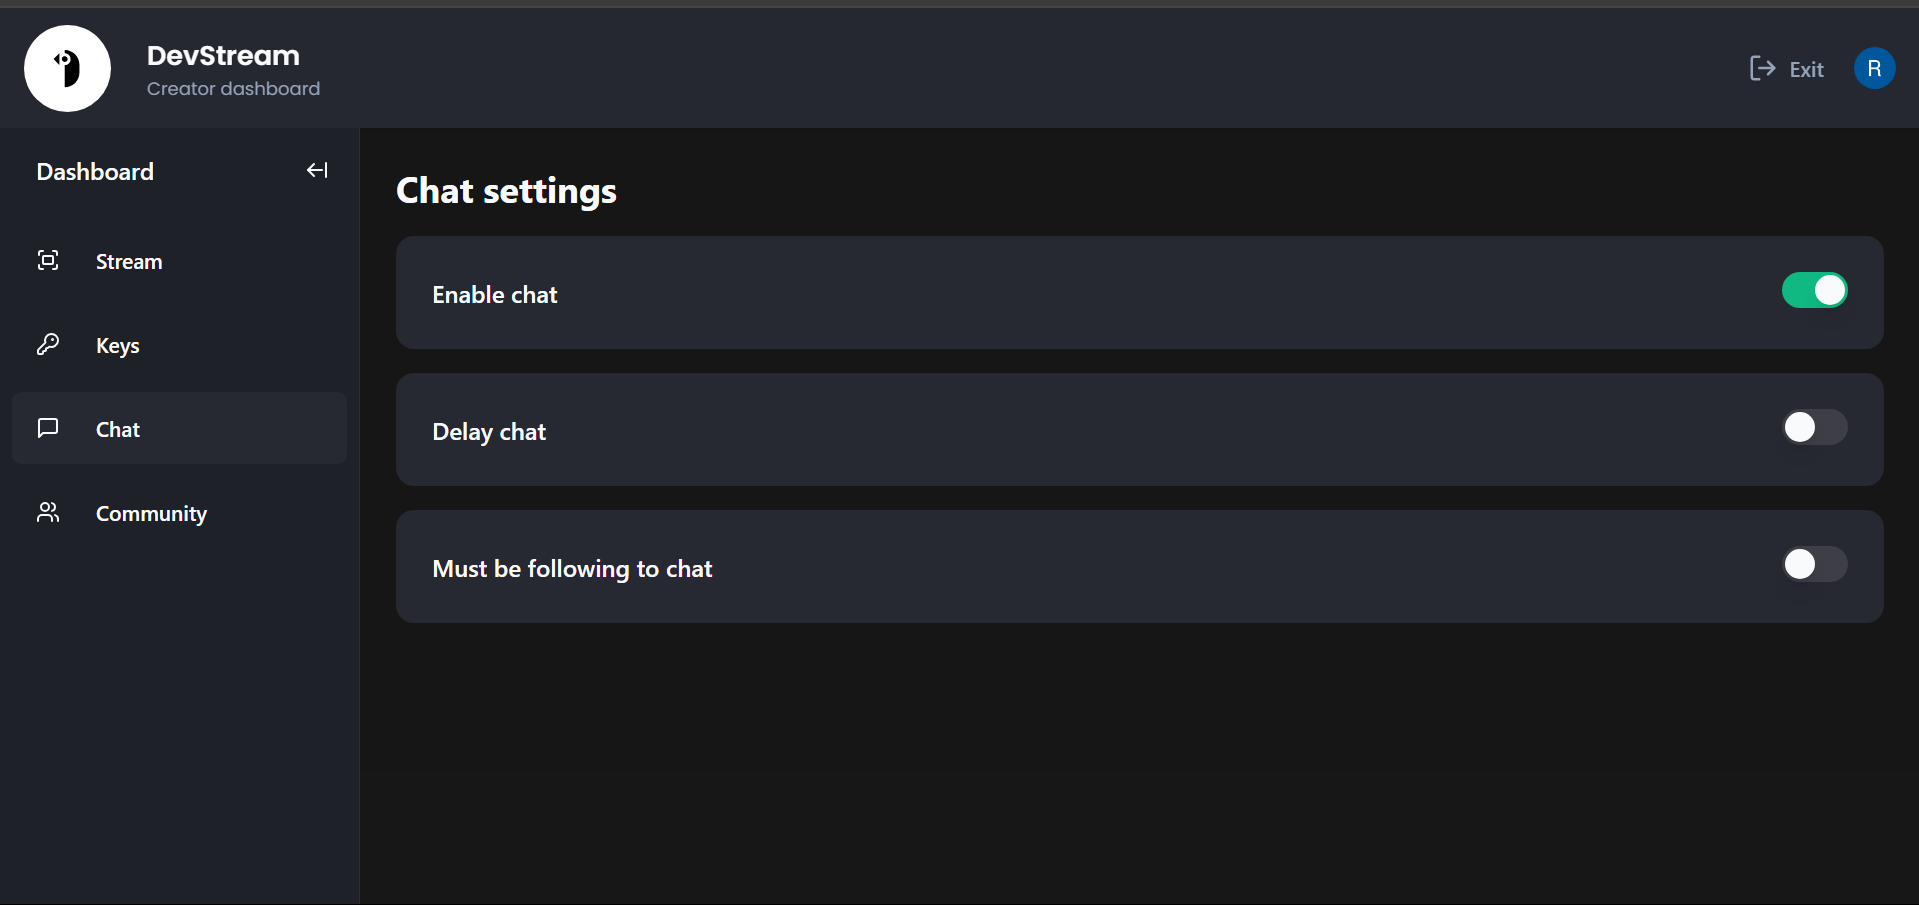 DevStream
Creator dashboard
Exit
R
Dashboard
Stream
Keys
Chat
Community
Chat settings
Enable chat
Delay chat
Must be following to chat